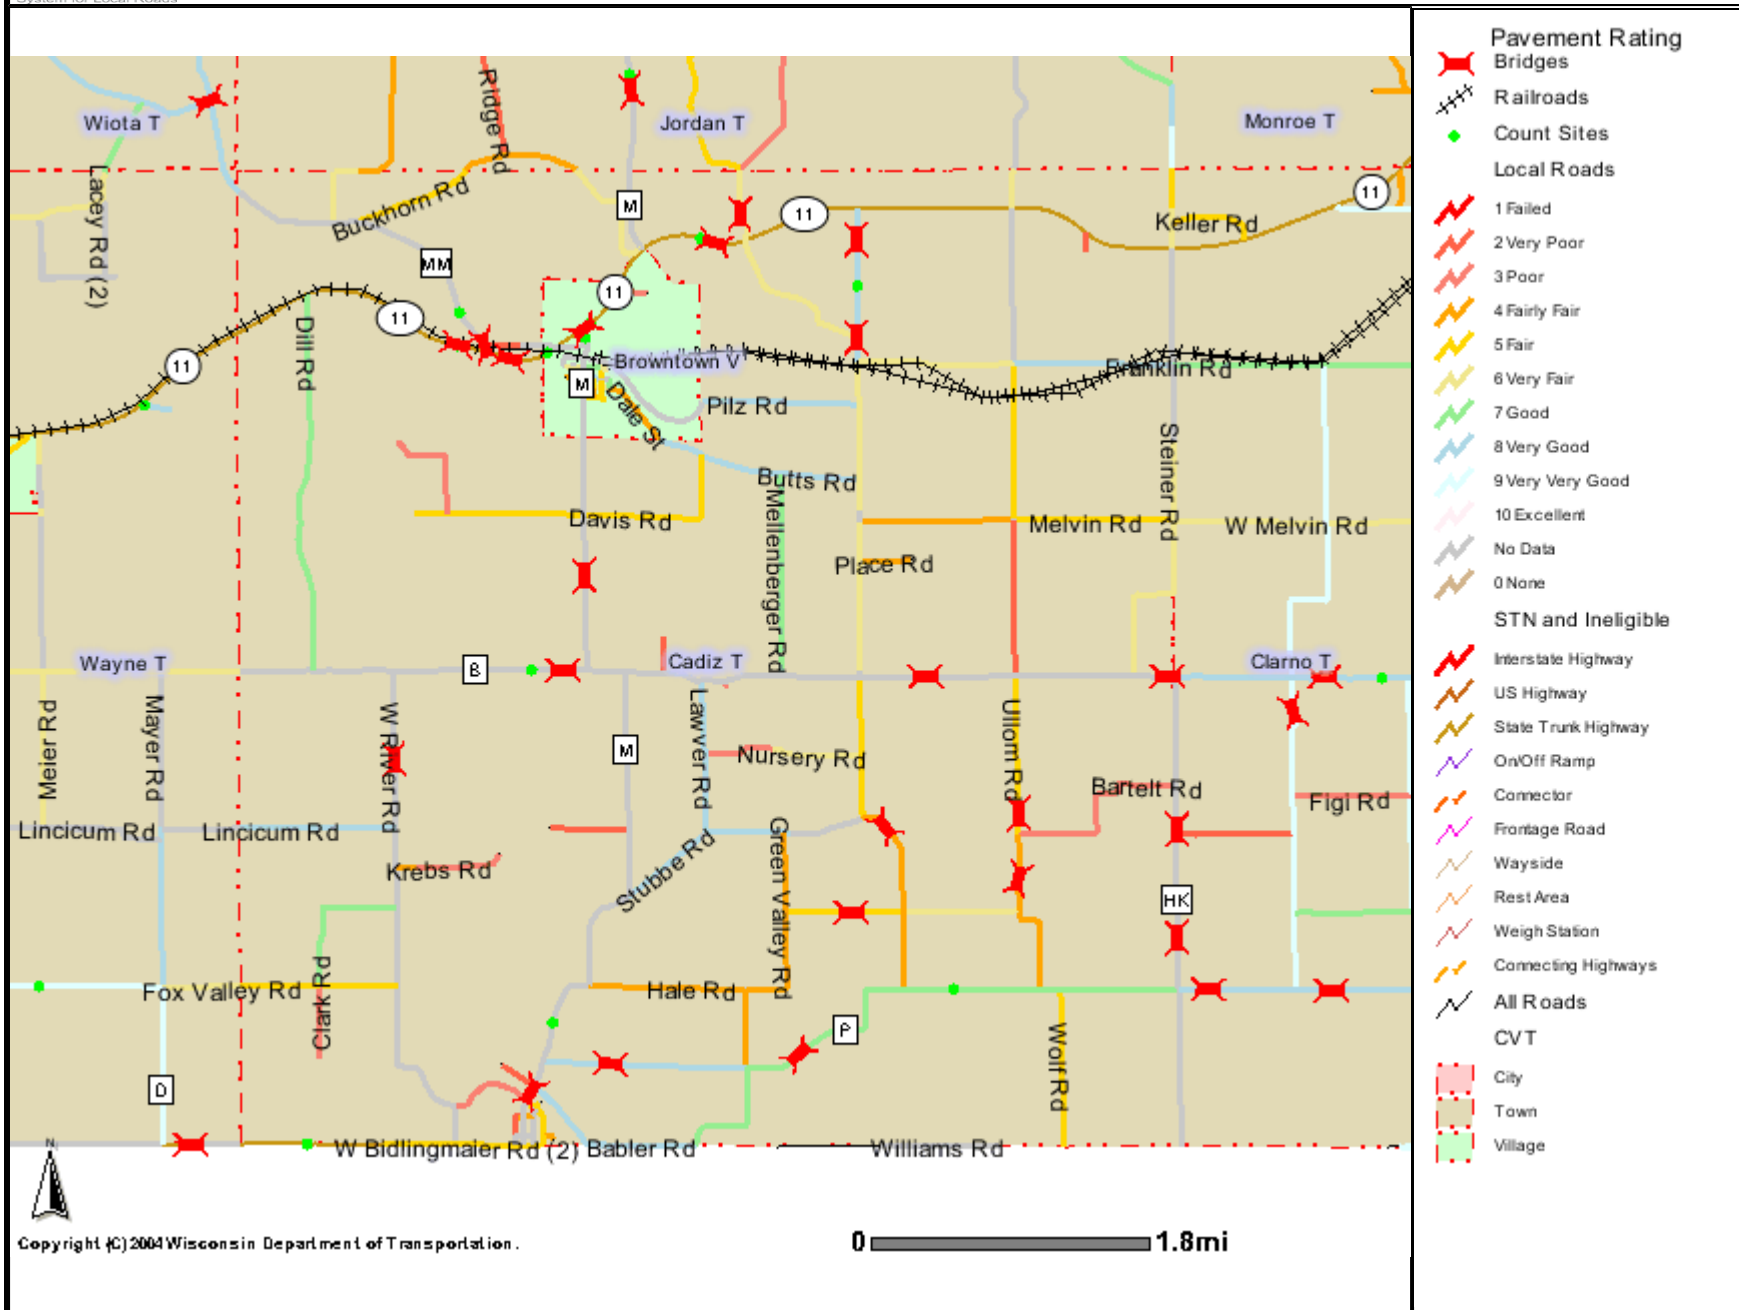 System for Local Roads
Wiota T
Ridge Rd
Jordan T
Monroe T
Lacey Rd (2)
Buckhorn Rd
M
11
11
Keller Rd
MM
11
11
11
Dill Rd
Browntown V
Franklin Rd
M
Dale St
Pilz Rd
Steiner Rd
Butts Rd
Mellenberger Rd
Davis Rd
Melvin Rd
W Melvin Rd
Place Rd
Wayne T
B
Cadiz T
Clarno T
Meier Rd
Mayer Rd
W River Rd
M
Lawver Rd
Nursery Rd
Ullom Rd
Bartelt Rd
Figi Rd
Lincicum Rd
Lincicum Rd
Krebs Rd
Stubbe Rd
Green Valley Rd
HK
Fox Valley Rd
Clark Rd
Hale Rd
P
Wolf Rd
D
W Bidlingmaier Rd (2)
Babler Rd
Williams Rd
N
Copyright (C) 2004 Wisconsin Department of Transportation.
0 1.8mi
Pavement Rating
Bridges
Railroads
Count Sites
Local Roads
1 Failed
2 Very Poor
3 Poor
4 Fairly Fair
5 Fair
6 Very Fair
7 Good
8 Very Good
9 Very Very Good
10 Excellent
No Data
0 None
STN and Ineligible
Interstate Highway
US Highway
State Trunk Highway
On/Off Ramp
Connector
Frontage Road
Wayside
Rest Area
Weigh Station
Connecting Highways
All Roads
CVT
City
Town
Village